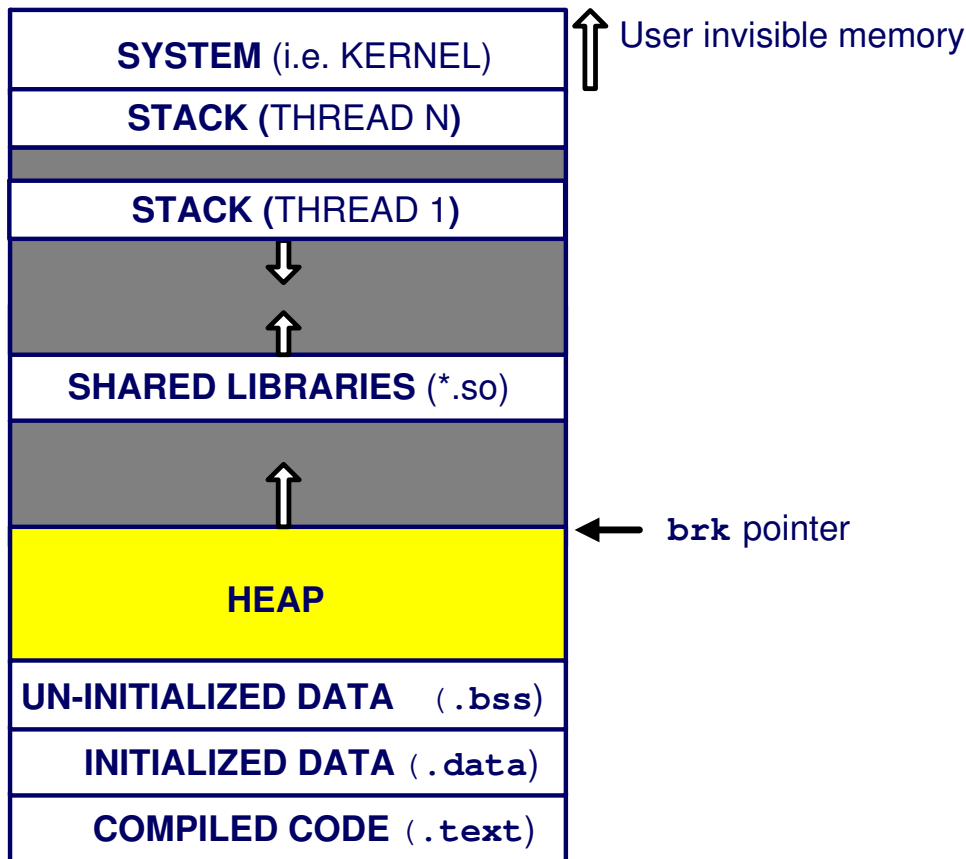 SYSTEM (i.e. KERNEL)
User invisible memory
STACK (THREAD N)
STACK (THREAD 1)
SHARED LIBRARIES (*.so)
brk pointer
HEAP
UN-INITIALIZED DATA (.bss)
INITIALIZED DATA (.data)
COMPILED CODE (.text)